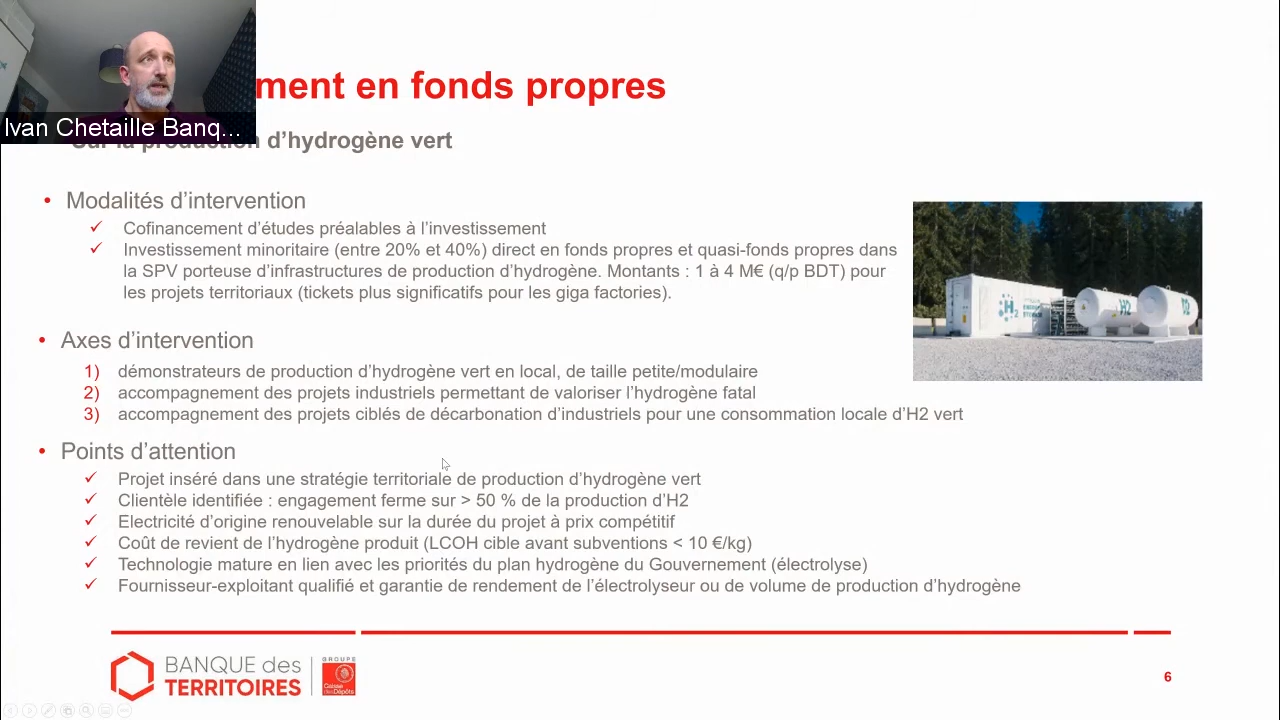 ment en fonds propres
Ivan Chetaille Banq...
Sur la production d’hydrogène vert
• Modalités d’intervention
Cofinancement d’études préalables à l’investissement
Investissement minoritaire (entre 20% et 40%) direct en fonds propres et quasi-fonds propres dans
la SPV porteuse d’infrastructures de production d’hydrogène. Montants : 1 à 4 M€ (q/p BDT) pour
les projets territoriaux (tickets plus significatifs pour les giga factories).
H2
H2
• Axes d’intervention
1) démonstrateurs de production d’hydrogène vert en local, de taille petite/modulaire
2) accompagnement des projets industriels permettant de valoriser l’hydrogène fatal
3) accompagnement des projets ciblés de décarbonation d’industriels pour une consommation locale d’H2 vert
• Points d’attention
Projet inséré dans une stratégie territoriale de production d’hydrogène vert
Clientèle identifiée : engagement ferme sur > 50 % de la production d’H2
Electricité d’origine renouvelable sur la durée du projet à prix compétitif
Coût de revient de l’hydrogène produit (LCOH cible avant subventions < 10 €/kg)
Technologie mature en lien avec les priorités du plan hydrogène du Gouvernement (électrolyse)
Fournisseur-exploitant qualifié et garantie de rendement de l’électrolyseur ou de volume de production d’hydrogène
BANQUE des
TERRITOIRES
GROUPE
Caisse
des Dépôts
6